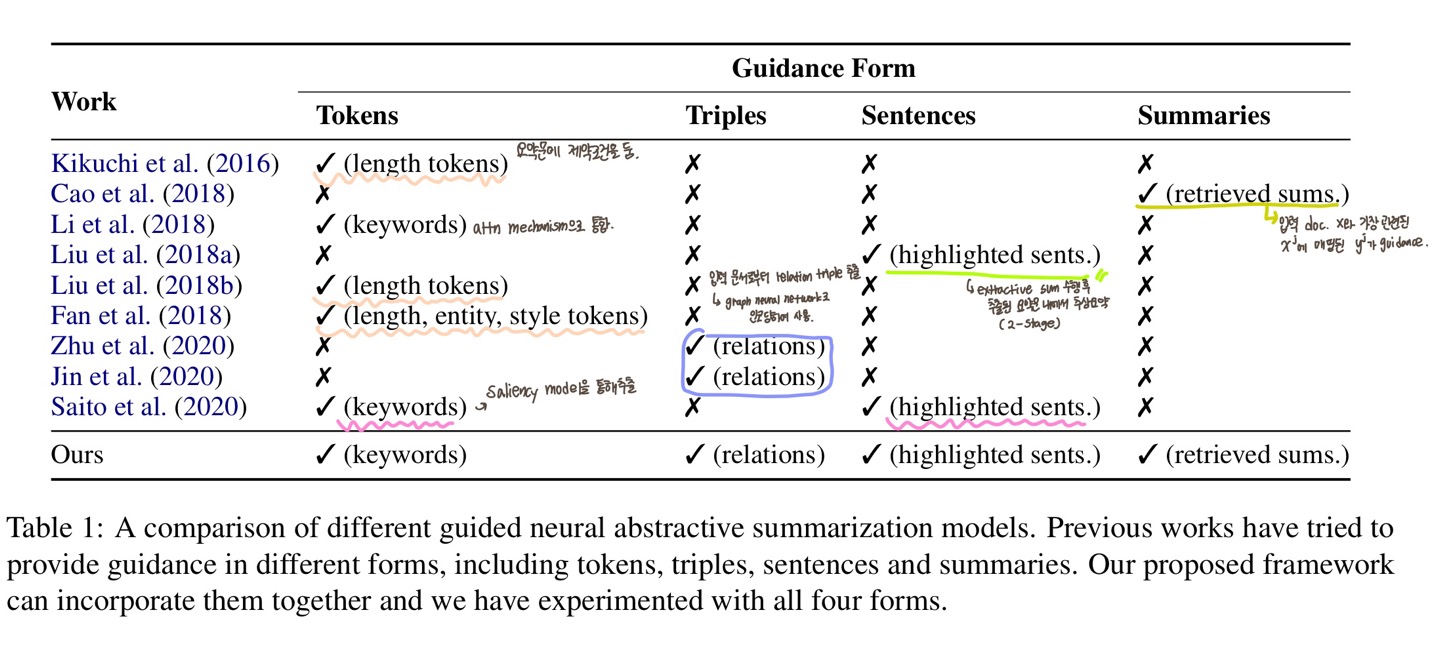 Guidance Form
Work
Tokens Triples Sentences Summaries
Kikuchi et al. (2016) ✓ (length tokens) 요약문에 제약조건을 둠. ✗ ✗ ✗
Cao et al. (2018) ✗ ✗ ✗ ✓ (retrieved sums.)
Li et al. (2018) ✓ (keywords) attn mechanism으로 통합. ✗ ✗ ✗
↳ 입력 doc. x와 가장 관련된
x^j에 매핑된 y^j가 guidance.
Liu et al. (2018a) ✗ ✗ ✓ (highlighted sents.) ✗
Liu et al. (2018b) ✓ (length tokens) ✗ ✗ ✗
입력 문서로부터 relation triple 추출
↳ graph neural network로
인코딩하여 사용.
↳ extractive sum 수행 후
추출된 요약문 내에서 추상요약
(2-stage)
Fan et al. (2018) ✓ (length, entity, style tokens) ✗ ✗ ✗
Zhu et al. (2020) ✗ ✓ (relations) ✗ ✗
Jin et al. (2020) ✗ ✓ (relations) ✗ ✗
Saito et al. (2020) ✓ (keywords) → Saliency model을 통해 추출 ✗ ✓ (highlighted sents.) ✗
Ours ✓ (keywords) ✓ (relations) ✓ (highlighted sents.) ✓ (retrieved sums.)
Table 1: A comparison of different guided neural abstractive summarization models. Previous works have tried to
provide guidance in different forms, including tokens, triples, sentences and summaries. Our proposed framework
can incorporate them together and we have experimented with all four forms.